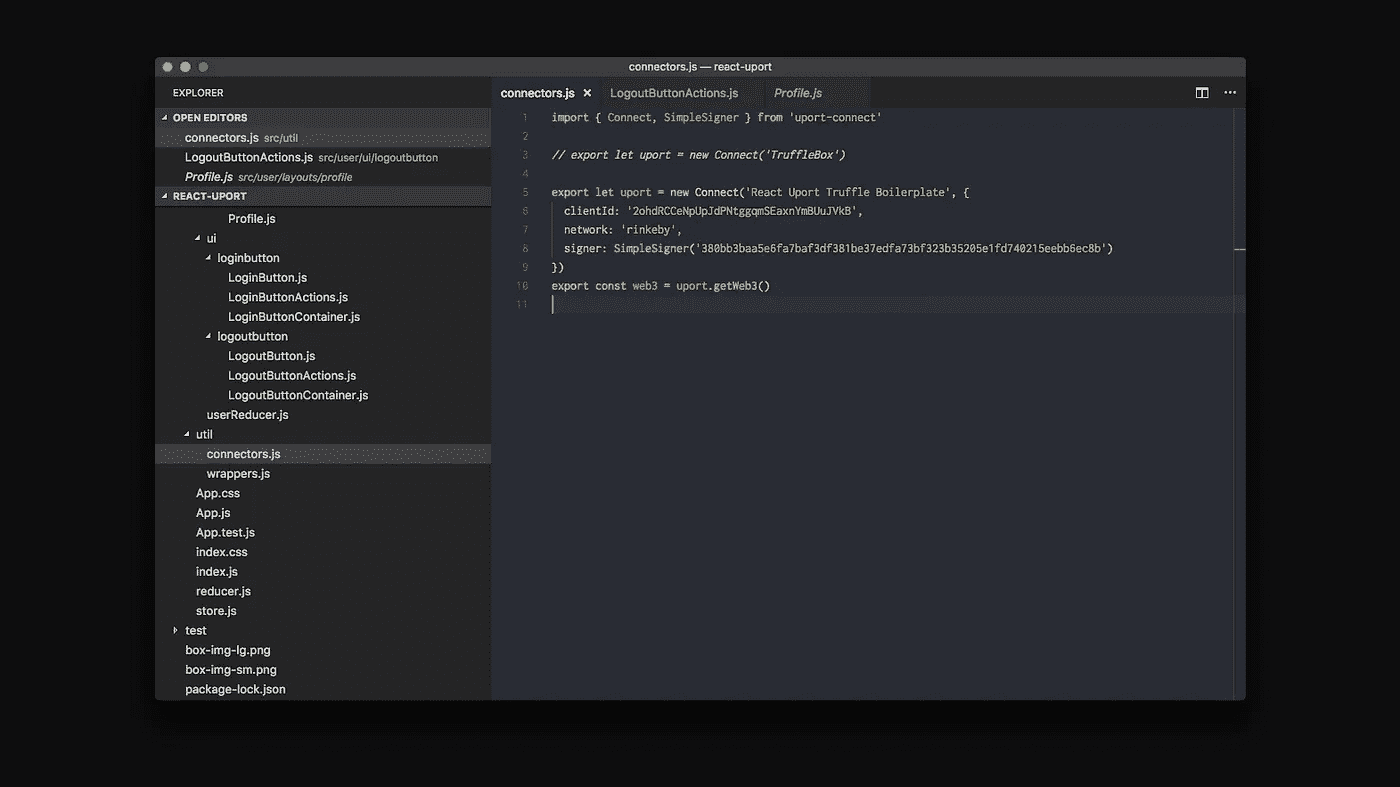 connectors.js — react-uport
EXPLORER
OPEN EDITORS
connectors.js src/util
LogoutButtonActions.js src/user/ui/logoutbutton
Profile.js src/user/layouts/profile
REACT-UPORT
Profile.js
ui
loginbutton
LoginButton.js
LoginButtonActions.js
LoginButtonContainer.js
logoutbutton
LogoutButton.js
LogoutButtonActions.js
LogoutButtonContainer.js
userReducer.js
util
connectors.js
wrappers.js
App.css
App.js
App.test.js
index.css
index.js
reducer.js
store.js
test
box-img-lg.png
box-img-sm.png
package-lock.json
connectors.js × LogoutButtonActions.js Profile.js
1 import { Connect, SimpleSigner } from 'uport-connect'
2
3 // export let uport = new Connect('TruffleBox')
4
5 export let uport = new Connect('React Uport Truffle Boilerplate', {
6 clientId: '2ohdRCCeNpUpJdPNtggqmSEaxnYmBUuJVkB',
7 network: 'rinkeby',
8 signer: SimpleSigner('380bb3baa5e6fa7baf3df381be37edfa73bf323b35205e1fd740215eebb6ec8b')
9 })
10 export const web3 = uport.getWeb3()
11